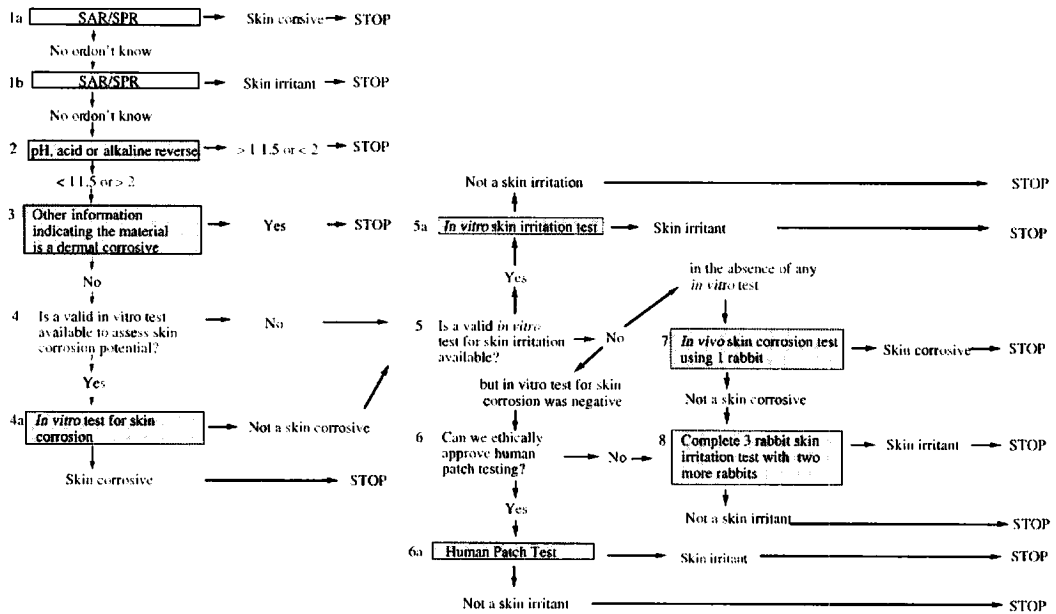 1a SAR/SPR Skin consive STOP
No ordon't know
1b SAR/SPR Skin irritant STOP
No ordon't know
2 pH, acid or alkaline reverse > 1 1.5 or < 2 STOP
< 1 1.5 or > 2
3 Other information
indicating the material
is a dermal corrosive
Yes STOP
No
4 Is a valid in vitro test
available to assess skin
corrosion potential?
No
Yes
4a In vitro test for skin
corrosion
Not a skin corrosive
Skin corrosive STOP
Not a skin irritation STOP
5a In vitro skin irritation test Skin irritant STOP
Yes
5 Is a valid in vitro
test for skin irritation
available?
No
in the absence of any
in vitro test
but in vitro test for skin
corrosion was negative
6 Can we ethically
approve human
patch testing?
No
Yes
6a Human Patch Test Skin irritant STOP
Not a skin irritant STOP
7 In vivo skin corrosion test
using 1 rabbit
Skin corrosive STOP
Not a skin corrosive
8 Complete 3 rabbit skin
irritation test with two
more rabbits
Skin irritant STOP
Not a skin irritant STOP